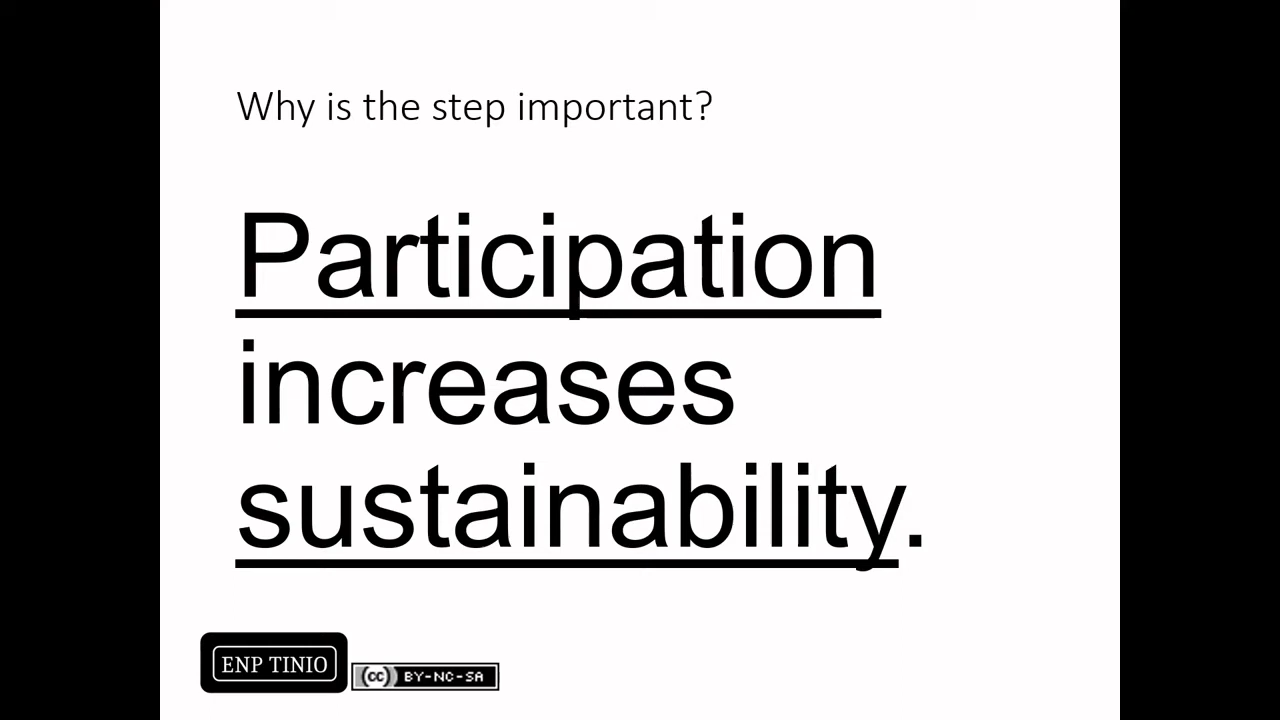 Why is the step important?
Participation
increases
sustainability.
ENP TINIO
cc BY-NC-SA